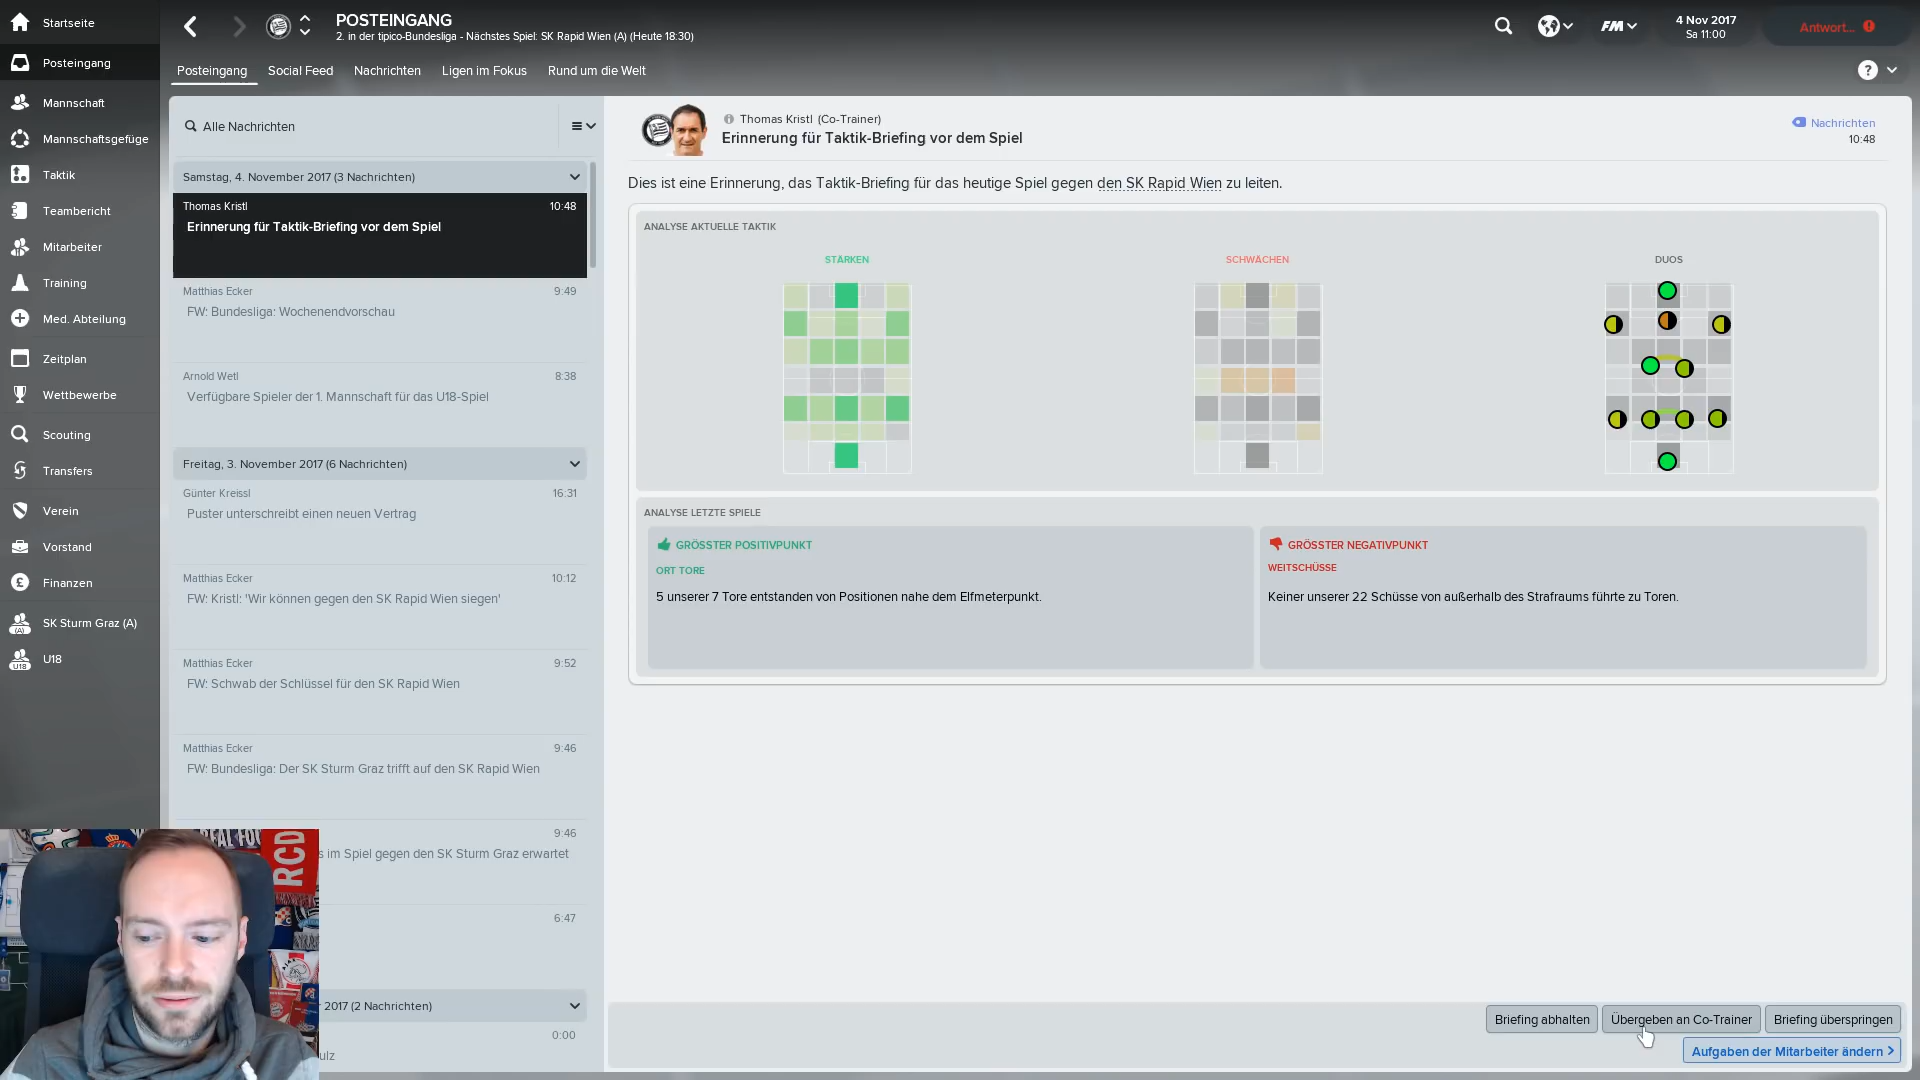 Startseite
Posteingang
Mannschaft
Mannschaftsgefüge
Taktik
Teambericht
Mitarbeiter
Training
Med. Abteilung
Zeitplan
Wettbewerbe
Scouting
Transfers
Verein
Vorstand
Finanzen
SK Sturm Graz (A)
U18
POSTEINGANG
2. in der tipico-Bundesliga - Nächstes Spiel: SK Rapid Wien (A) (Heute 18:30)
FM
4 Nov 2017
Sa 11:00
Antwort...
Posteingang Social Feed Nachrichten Ligen im Fokus Rund um die Welt
?
Alle Nachrichten
Samstag, 4. November 2017 (3 Nachrichten)
Thomas Kristl 10:48
Erinnerung für Taktik-Briefing vor dem Spiel
Matthias Ecker 9:49
FW: Bundesliga: Wochenendvorschau
Arnold Wetl 8:38
Verfügbare Spieler der 1. Mannschaft für das U18-Spiel
Freitag, 3. November 2017 (6 Nachrichten)
Günter Kreissl 16:31
Puster unterschreibt einen neuen Vertrag
Matthias Ecker 10:12
FW: Kristl: 'Wir können gegen den SK Rapid Wien siegen'
Matthias Ecker 9:52
FW: Schwab der Schlüssel für den SK Rapid Wien
Matthias Ecker 9:46
FW: Bundesliga: Der SK Sturm Graz trifft auf den SK Rapid Wien
9:46
s im Spiel gegen den SK Sturm Graz erwartet
6:47
2017 (2 Nachrichten)
0:00
ulz
Thomas Kristl (Co-Trainer)
Erinnerung für Taktik-Briefing vor dem Spiel
Nachrichten
10:48
Dies ist eine Erinnerung, das Taktik-Briefing für das heutige Spiel gegen den SK Rapid Wien zu leiten.
ANALYSE AKTUELLE TAKTIK
STÄRKEN SCHWÄCHEN DUOS
ANALYSE LETZTE SPIELE
GRÖSSTER POSITIVPUNKT
ORT TORE
5 unserer 7 Tore entstanden von Positionen nahe dem Elfmeterpunkt.
GRÖSSTER NEGATIVPUNKT
WEITSCHÜSSE
Keiner unserer 22 Schüsse von außerhalb des Strafraums führte zu Toren.
Briefing abhalten Übergeben an Co-Trainer Briefing überspringen
Aufgaben der Mitarbeiter ändern >
RCD